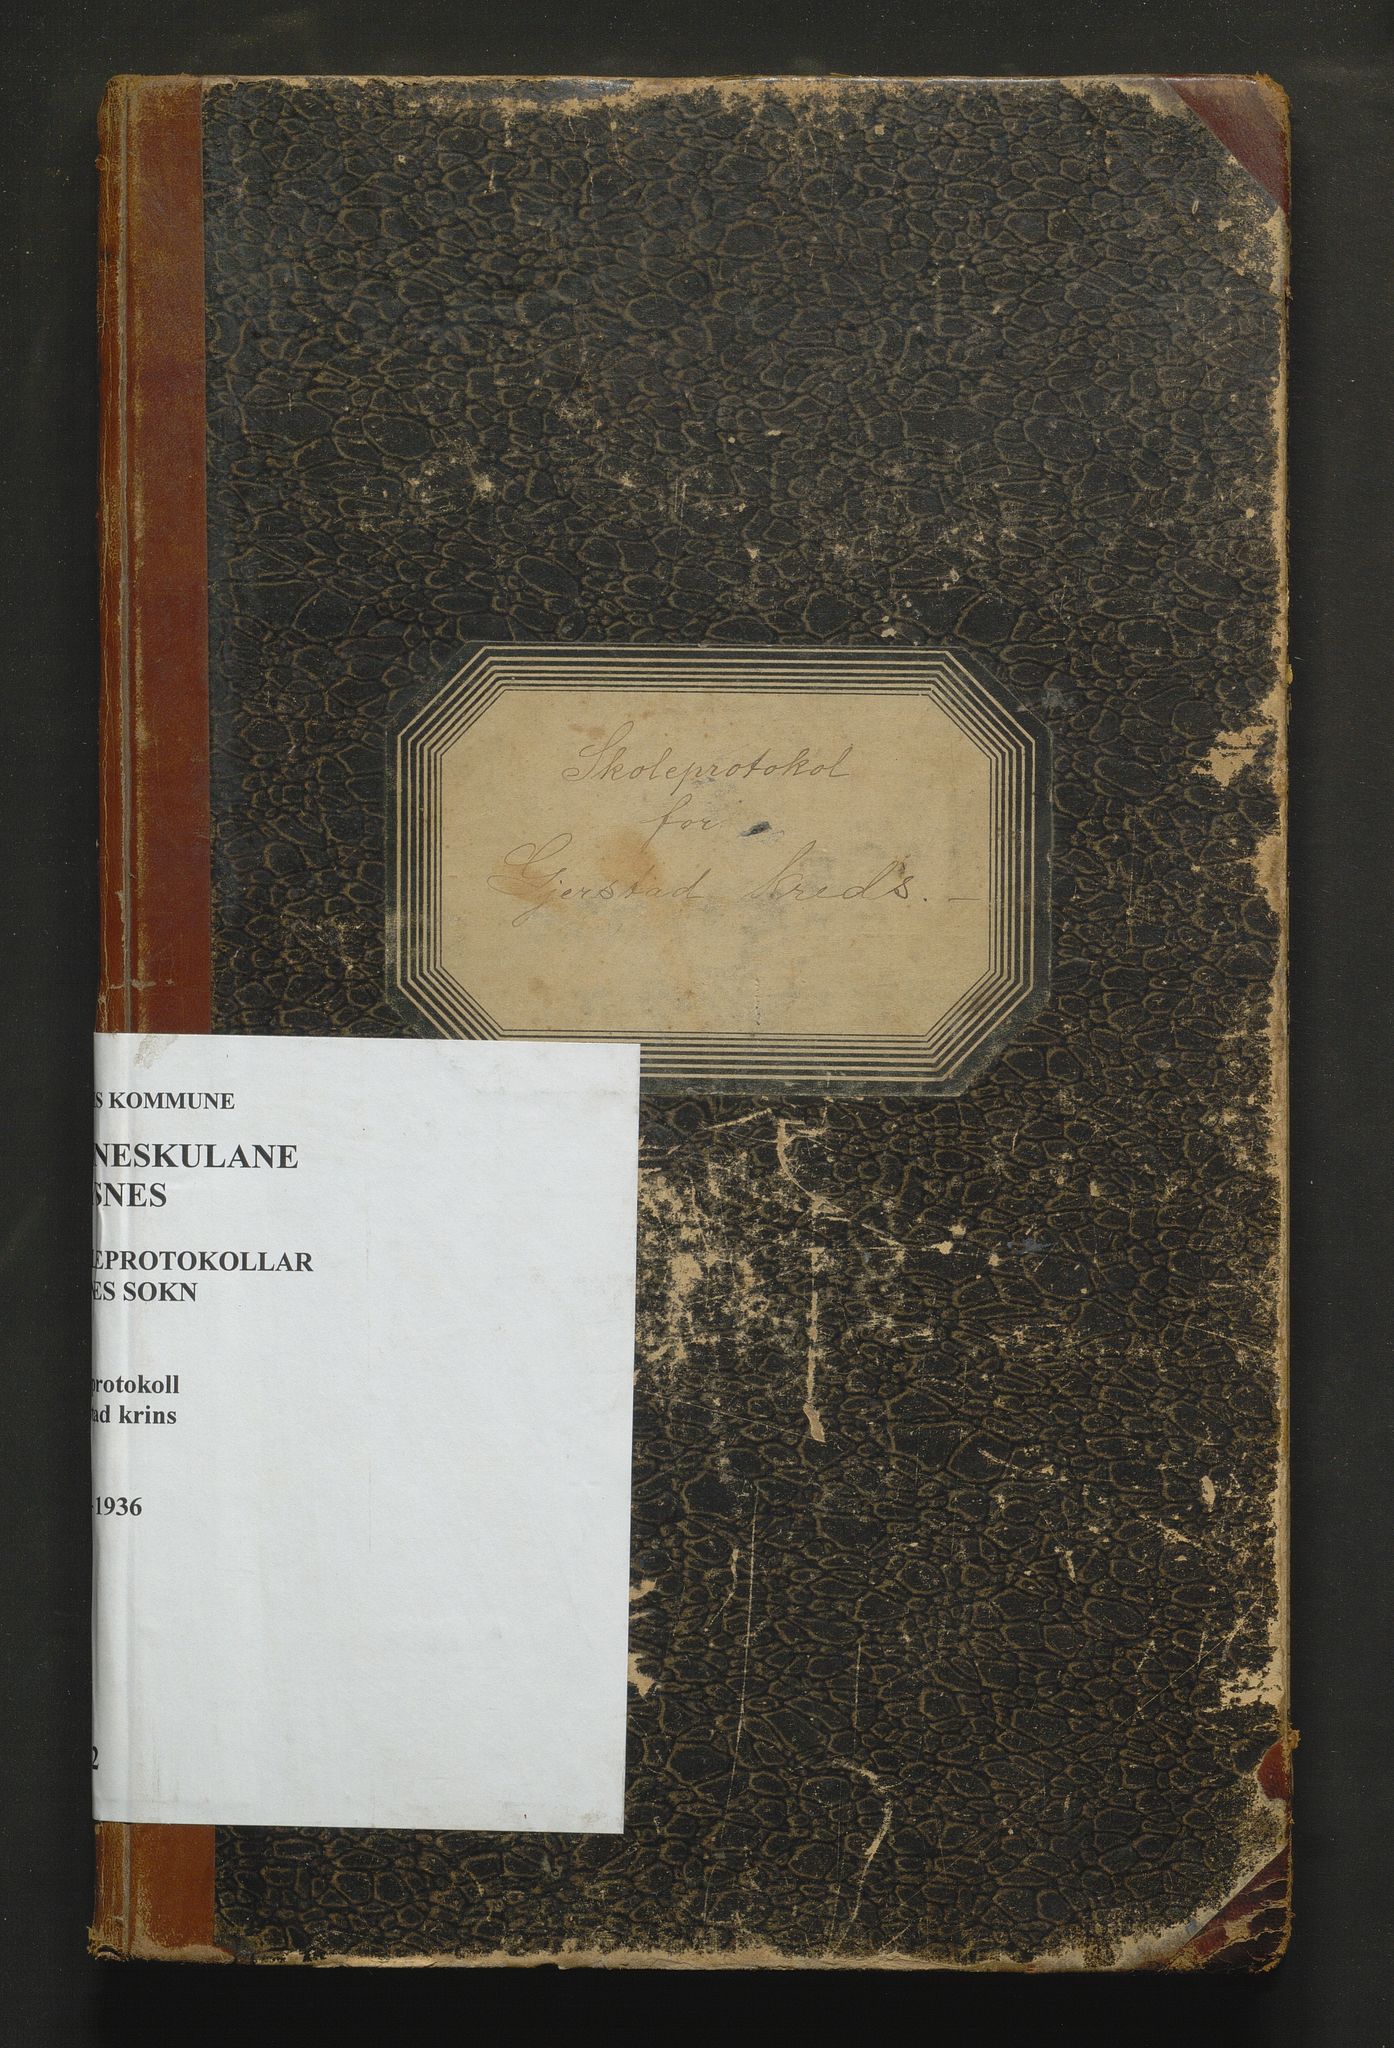 Skoleprotokol
for
Gjerstad kreds. –
S KOMMUNE
NESKULANE
SNES
EPROTOKOLLAR
ES SOKN
protokoll
ad krins
-1936
2